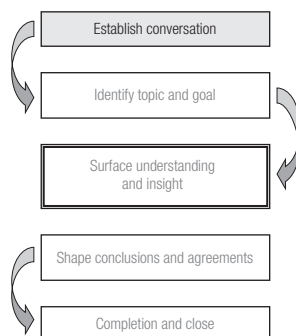 Establish conversation
Identify topic and goal
Surface understanding
and insight
Shape conclusions and agreements
Completion and close